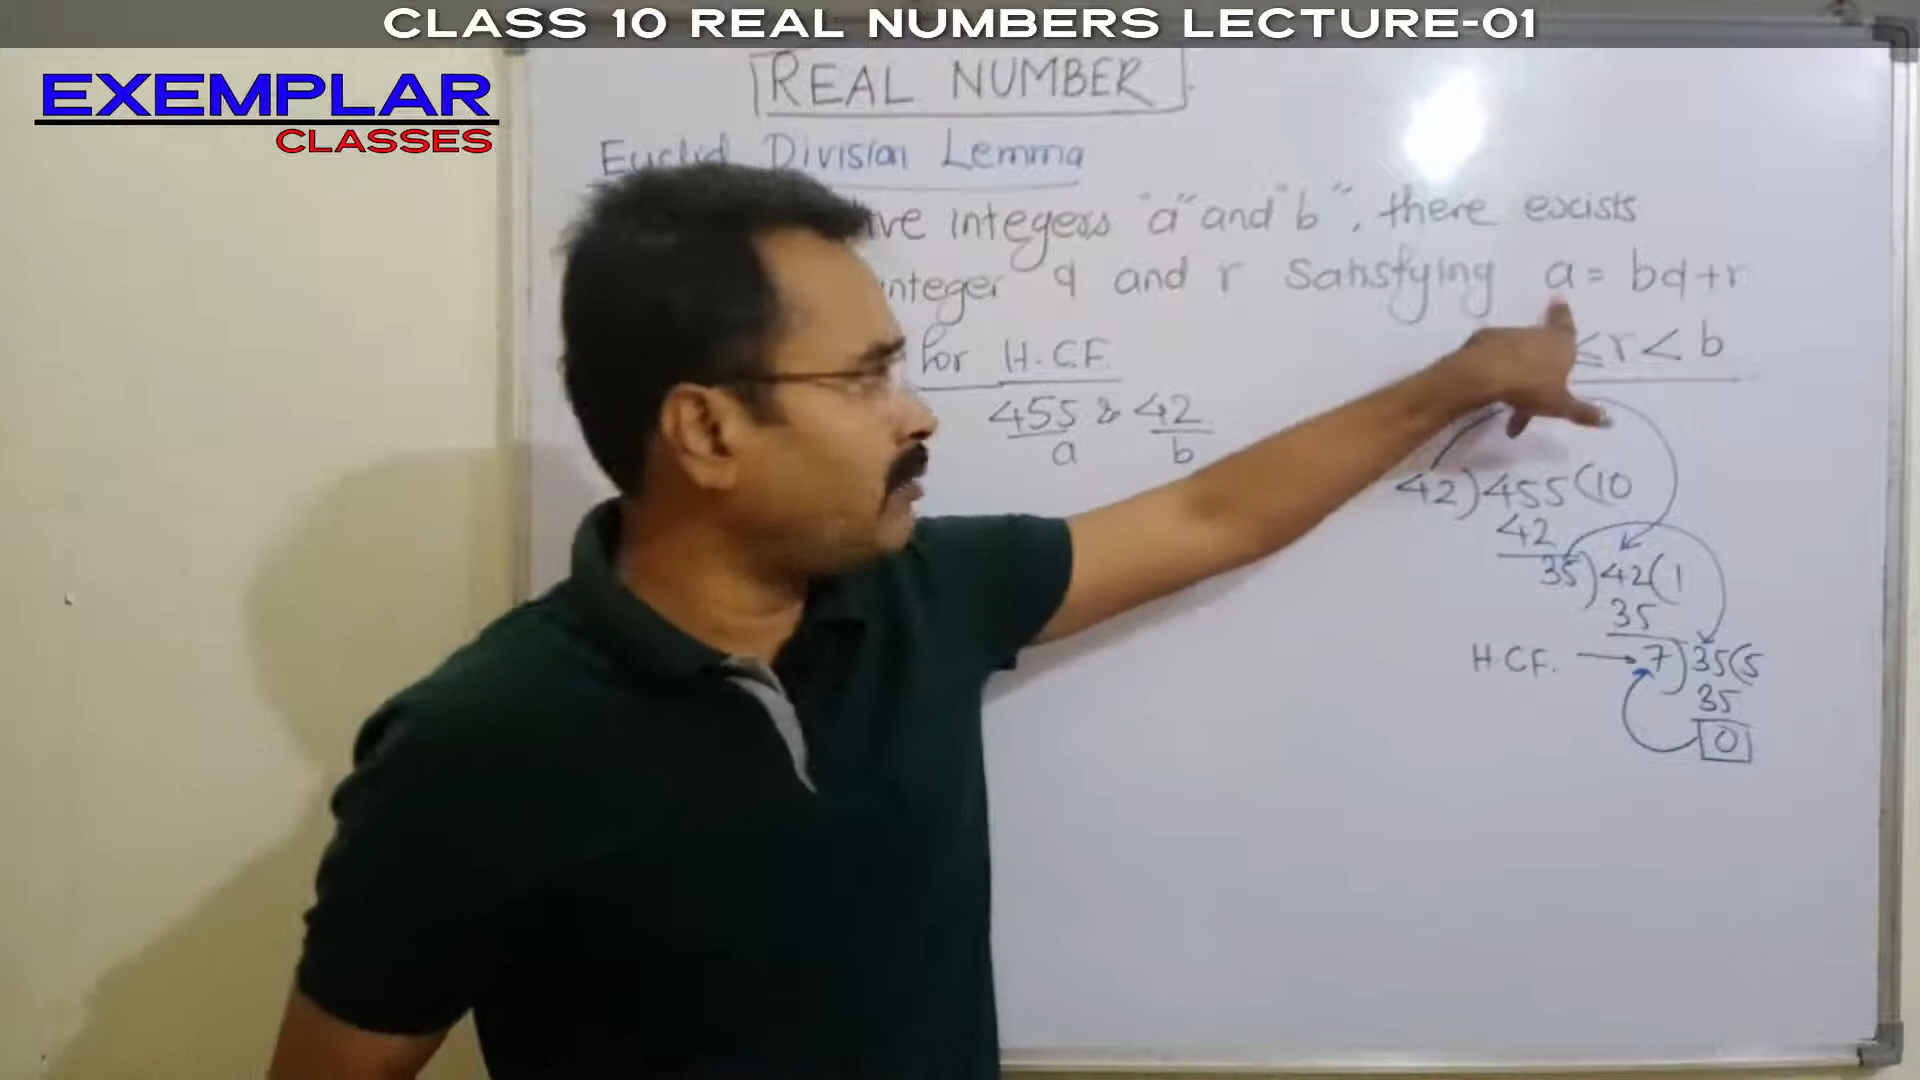 CLASS 10 REAL NUMBERS LECTURE-01
EXEMPLAR
CLASSES
REAL NUMBER
Euclid Division Lemma
integers "a" and "b", there exists
integer q and r Satisfying a = bq+r
≤r< b
for H.C.F.
455 & 42
a b
42)455(10
42
35)42(1
35
H.C.F. → 7)35(5
35
0